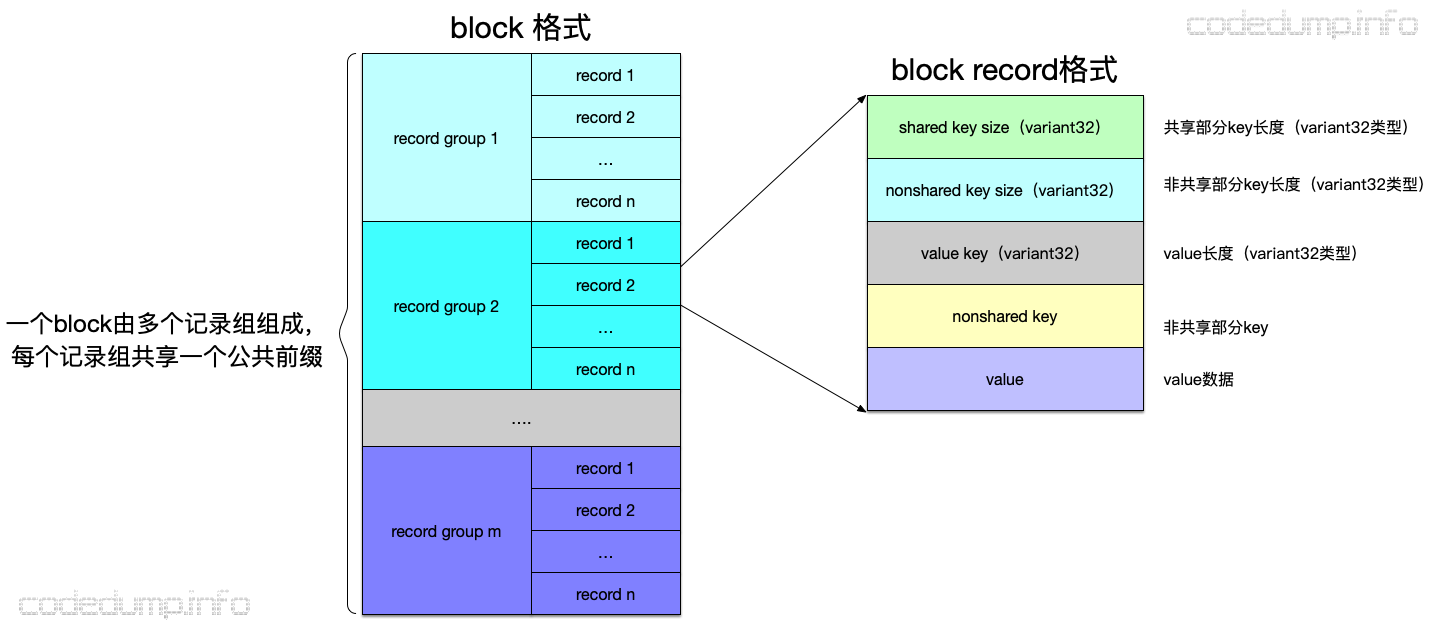 codedump.info
block 格式
block record格式
record group 1
record 1
record 2
...
record n
record group 2
record 1
record 2
...
record n
....
record group m
record 1
record 2
...
record n
一个block由多个记录组组成，
每个记录组共享一个公共前缀
shared key size（variant32）
共享部分key长度（variant32类型）
nonshared key size（variant32）
非共享部分key长度（variant32类型）
value key（variant32）
value长度（variant32类型）
nonshared key
非共享部分key
value
value数据
codedump.info